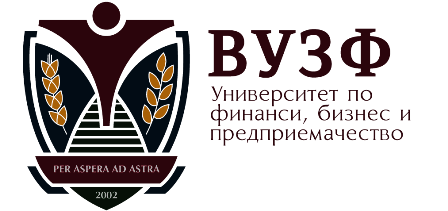 ВУЗФ
Университет по
финанси, бизнес и
предприемачество
PER ASPERA AD ASTRA
2002